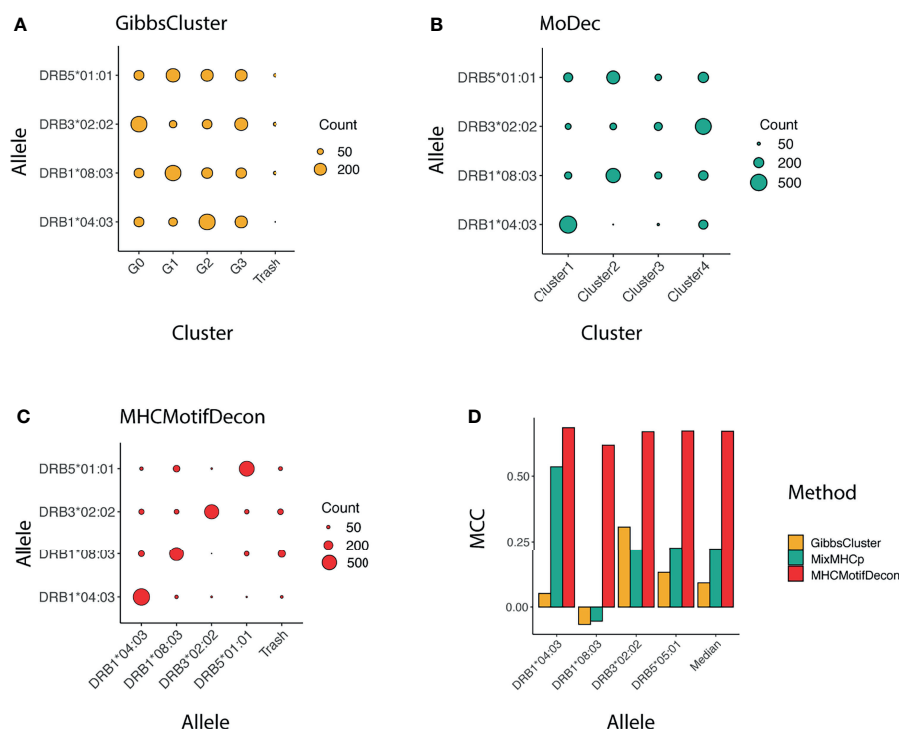 A
GibbsCluster
DRB5*01:01
DRB3*02:02
DRB1*08:03
DRB1*04:03
Allele
G0 G1 G2 G3 Trash
Cluster
Count
50
200
B
MoDec
DRB5*01:01
DRB3*02:02
DRB1*08:03
DRB1*04:03
Allele
Cluster1 Cluster2 Cluster3 Cluster4
Cluster
Count
50
200
500
C
MHCMotifDecon
DRB5*01:01
DRB3*02:02
DRB1*08:03
DRB1*04:03
Allele
DRB1*04:03 DRB1*08:03 DRB3*02:02 DRB5*01:01 Trash
Allele
Count
50
200
500
D
0.50
0.25
0.00
MCC
DRB1*04:03 DRB1*08:03 DRB3*02:02 DRB5*05:01 Median
Allele
Method
GibbsCluster
MixMHCp
MHCMotifDecon